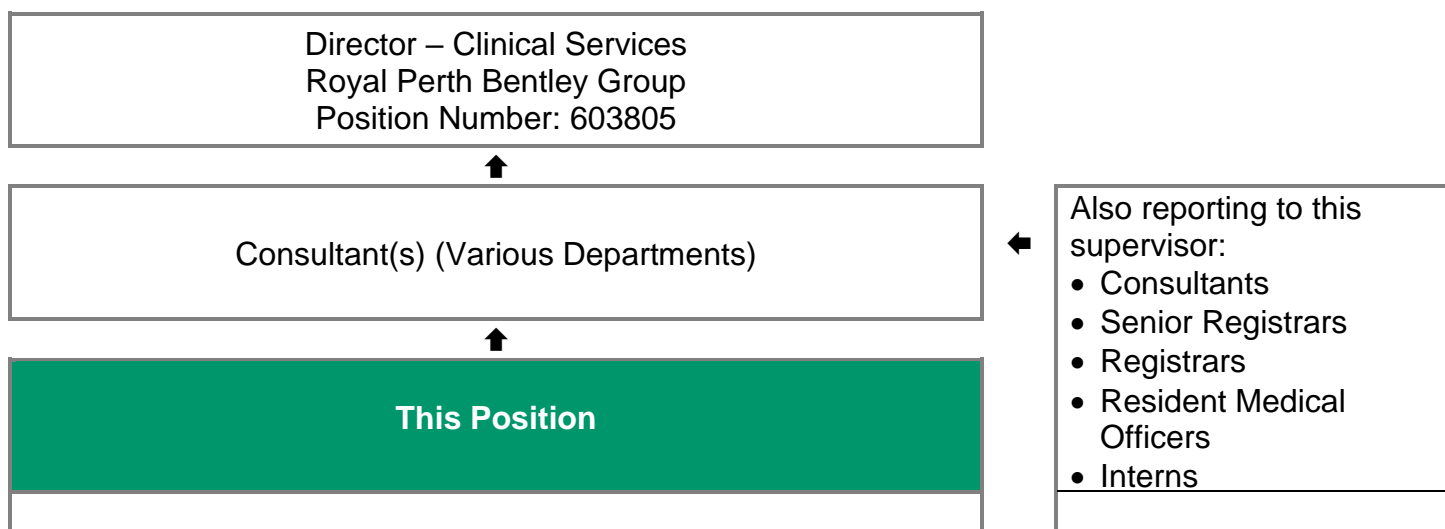 Director – Clinical Services
Royal Perth Bentley Group
Position Number: 603805
Consultant(s) (Various Departments)
Also reporting to this
supervisor:
• Consultants
• Senior Registrars
• Registrars
• Resident Medical
Officers
• Interns
This Position